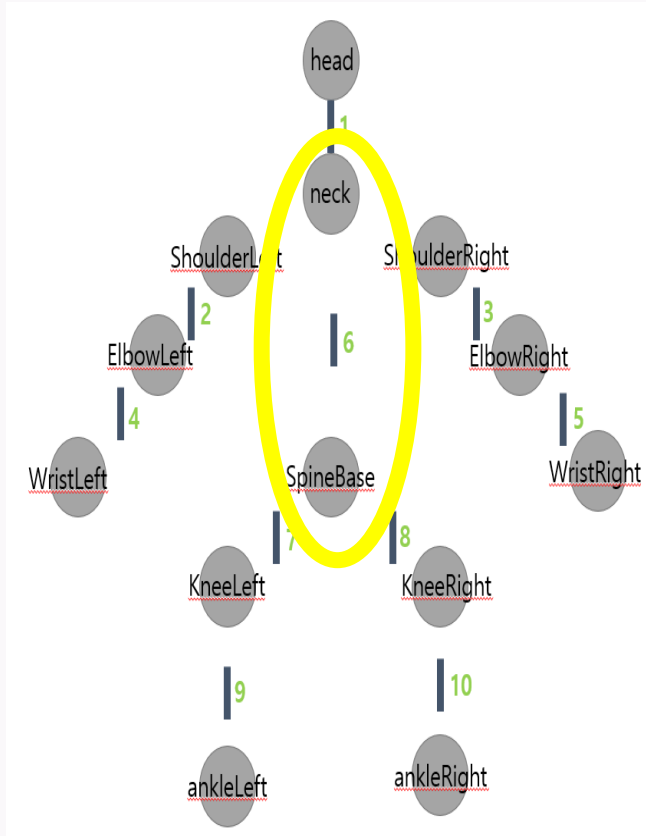 head
1
neck
ShoulderLeft
ShoulderRight
2
3
6
ElbowLeft
ElbowRight
4
5
WristLeft
SpineBase
WristRight
7
8
KneeLeft
KneeRight
9
10
ankleLeft
ankleRight